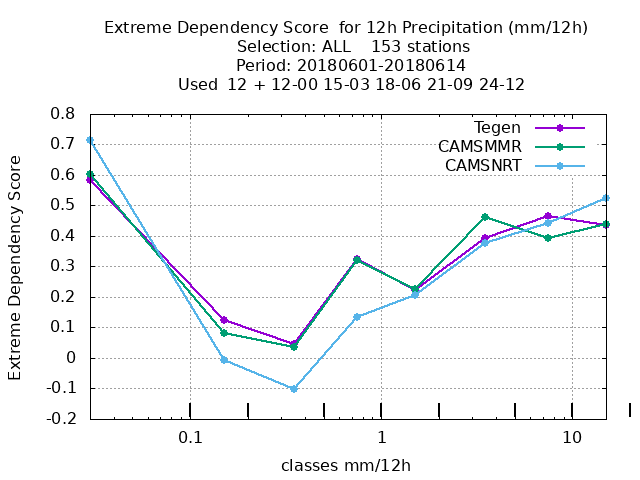 Extreme Dependency Score  for 12h Precipitation (mm/12h)
Selection: ALL    153 stations
Period: 20180601-20180614
Used  12 + 12-00 15-03 18-06 21-09 24-12
Extreme Dependency Score
0.8
0.7
0.6
0.5
0.4
0.3
0.2
0.1
0
-0.1
-0.2
Tegen
CAMSMMR
CAMSNRT
0.1
1
10
classes mm/12h